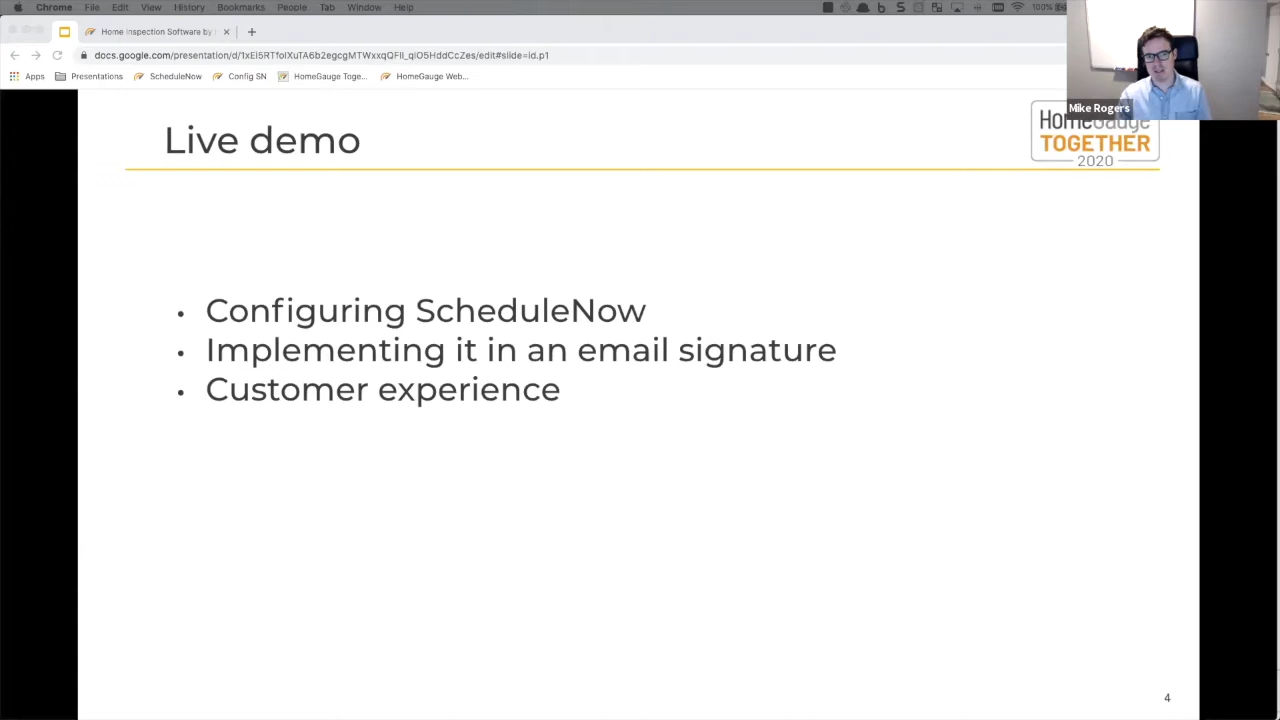 Chrome File Edit View History Bookmarks People Tab Window Help 100%
Home Inspection Software by
docs.google.com/presentation/d/1xEi5RTfolXuTA6b2egcgMTWxxqQFll_qiO5HddCcZes/edit#slide=id.p1
Apps Presentations ScheduleNow Config SN HomeGauge Toge... HomeGauge Web...
Mike Rogers
HomeGauge
TOGETHER
2020
Live demo
• Configuring ScheduleNow
• Implementing it in an email signature
• Customer experience
4